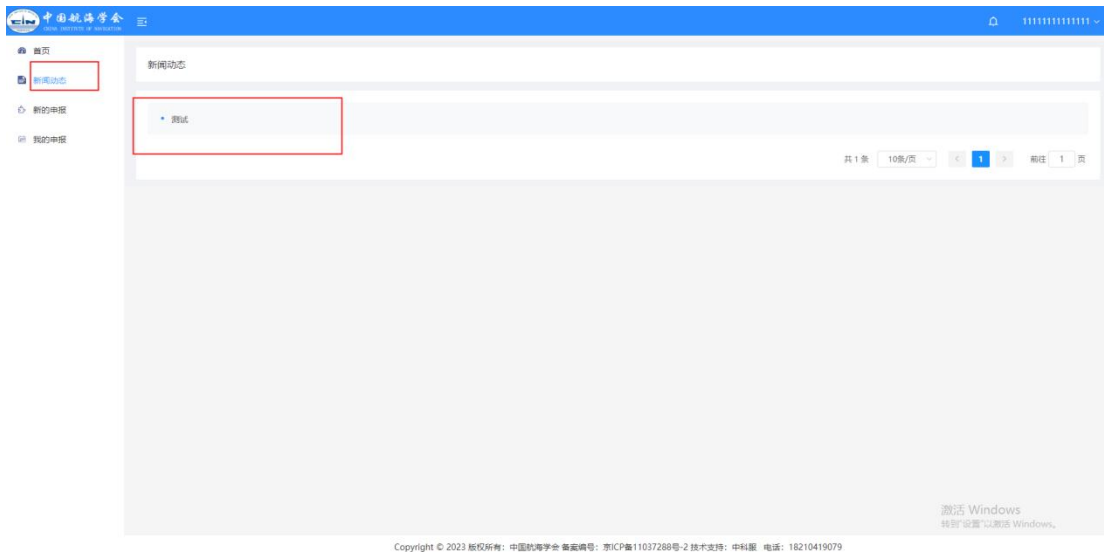 中国航海学会
CHINA INSTITUTE OF NAVIGATION
11111111111111
首页
新闻动态
新的申报
我的申报
新闻动态
测试
共 1 条 10条/页 1 前往 1 页
激活 Windows
转到"设置"以激活 Windows。
Copyright © 2023 版权所有：中国航海学会 备案编号：京ICP备11037288号-2 技术支持：中科服 电话：18210419079